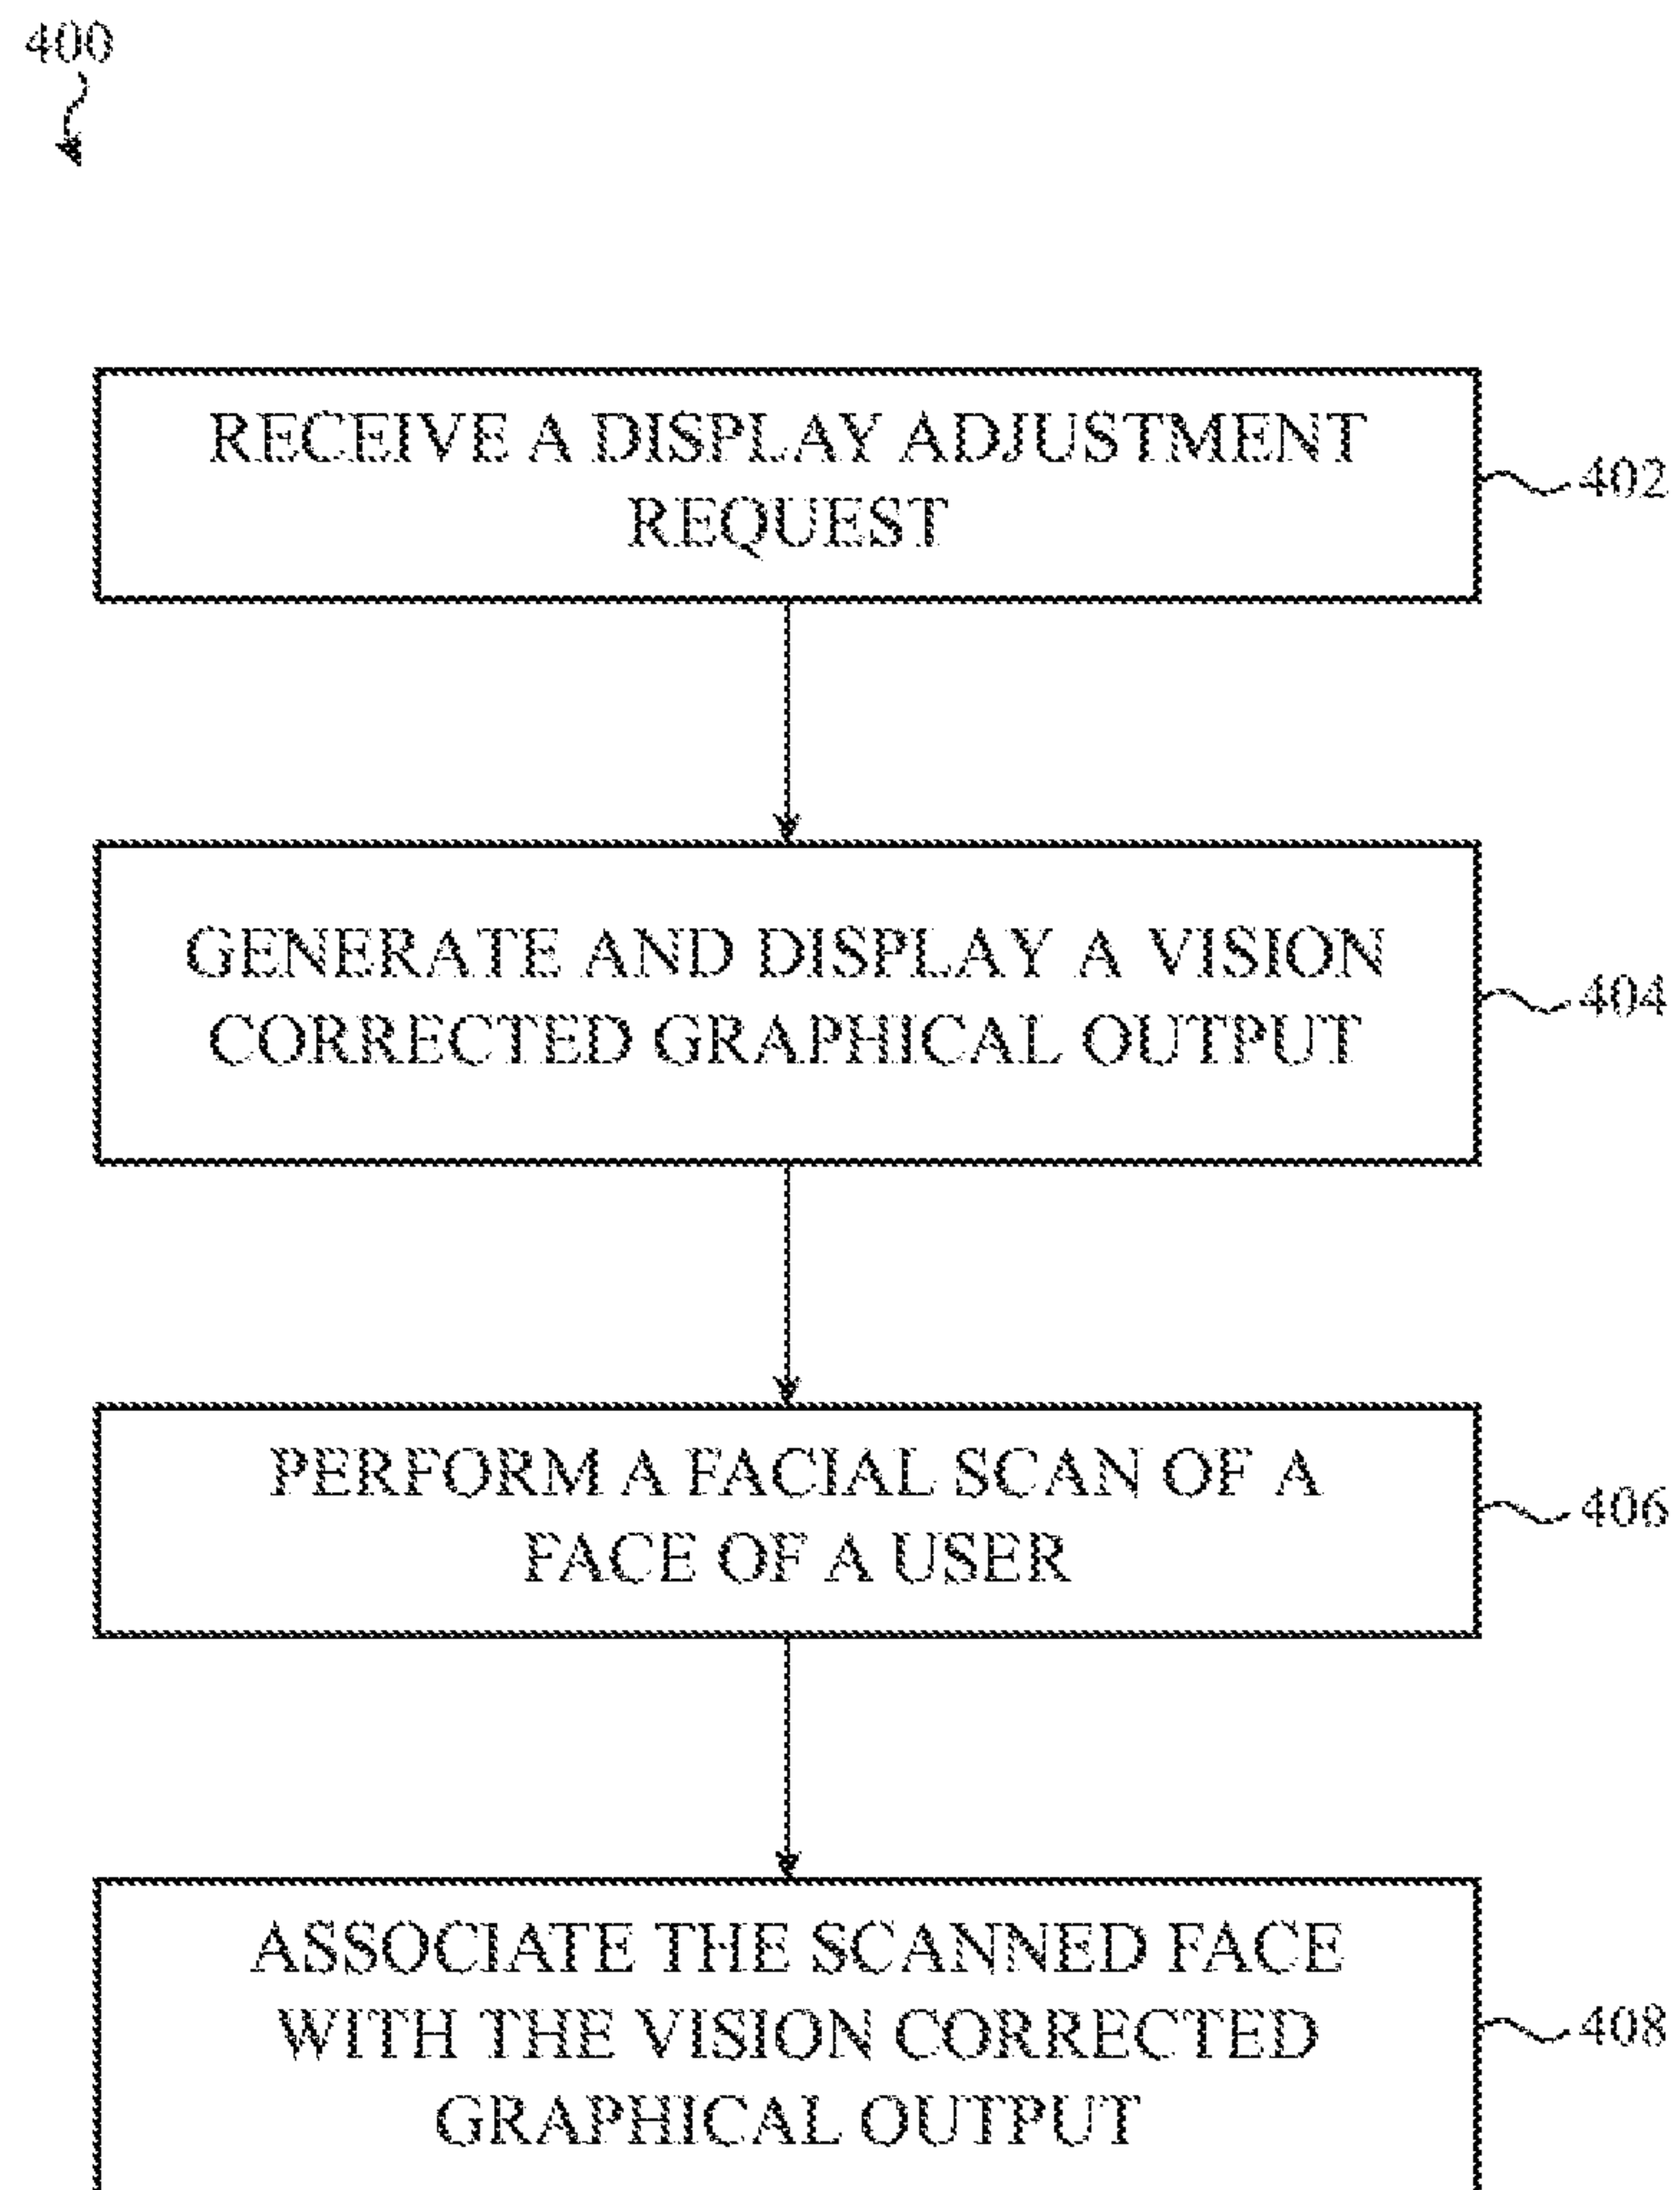 400
RECEIVE A DISPLAY ADJUSTMENT
REQUEST
402
GENERATE AND DISPLAY A VISION
CORRECTED GRAPHICAL OUTPUT
404
PERFORM A FACIAL SCAN OF A
FACE OF A USER
406
ASSOCIATE THE SCANNED FACE
WITH THE VISION CORRECTED
GRAPHICAL OUTPUT
408